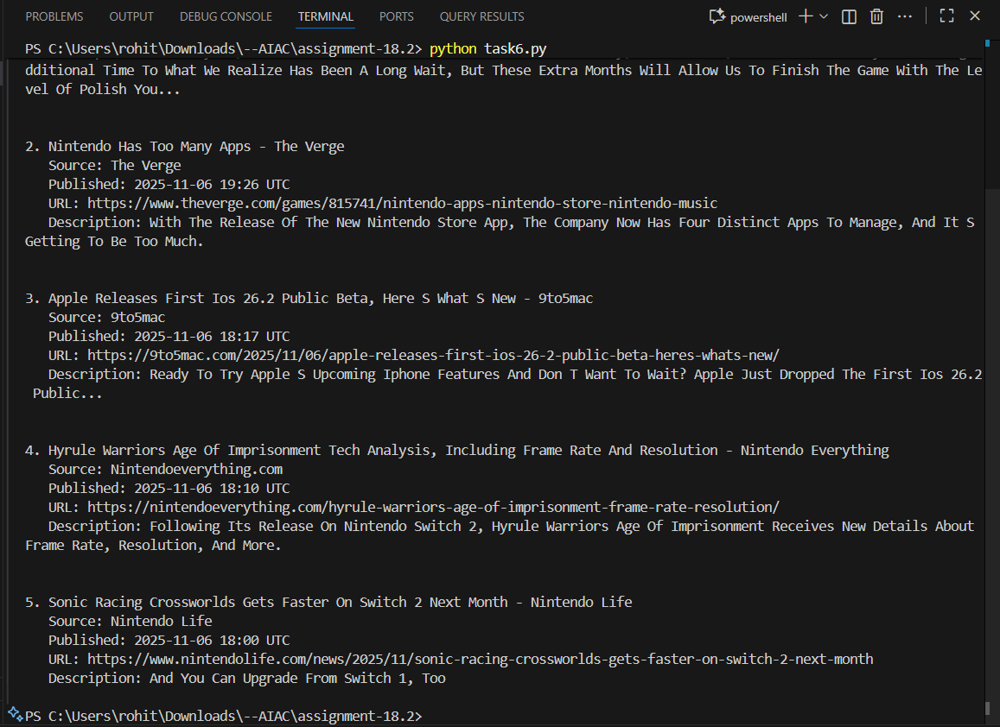 PROBLEMS OUTPUT DEBUG CONSOLE TERMINAL PORTS QUERY RESULTS powershell
PS C:\Users\rohit\Downloads\--AIAC\assignment-18.2> python task6.py
dditional Time To What We Realize Has Been A Long Wait, But These Extra Months Will Allow Us To Finish The Game With The Le
vel Of Polish You...
2. Nintendo Has Too Many Apps - The Verge
Source: The Verge
Published: 2025-11-06 19:26 UTC
URL: https://www.theverge.com/games/815741/nintendo-apps-nintendo-store-nintendo-music
Description: With The Release Of The New Nintendo Store App, The Company Now Has Four Distinct Apps To Manage, And It S
Getting To Be Too Much.
3. Apple Releases First Ios 26.2 Public Beta, Here S What S New - 9to5mac
Source: 9to5mac
Published: 2025-11-06 18:17 UTC
URL: https://9to5mac.com/2025/11/06/apple-releases-first-ios-26-2-public-beta-heres-whats-new/
Description: Ready To Try Apple S Upcoming Iphone Features And Don T Want To Wait? Apple Just Dropped The First Ios 26.2
Public...
4. Hyrule Warriors Age Of Imprisonment Tech Analysis, Including Frame Rate And Resolution - Nintendo Everything
Source: Nintendoeverything.com
Published: 2025-11-06 18:10 UTC
URL: https://nintendoeverything.com/hyrule-warriors-age-of-imprisonment-frame-rate-resolution/
Description: Following Its Release On Nintendo Switch 2, Hyrule Warriors Age Of Imprisonment Receives New Details About
Frame Rate, Resolution, And More.
5. Sonic Racing Crossworlds Gets Faster On Switch 2 Next Month - Nintendo Life
Source: Nintendo Life
Published: 2025-11-06 18:00 UTC
URL: https://www.nintendolife.com/news/2025/11/sonic-racing-crossworlds-gets-faster-on-switch-2-next-month
Description: And You Can Upgrade From Switch 1, Too
PS C:\Users\rohit\Downloads\--AIAC\assignment-18.2>